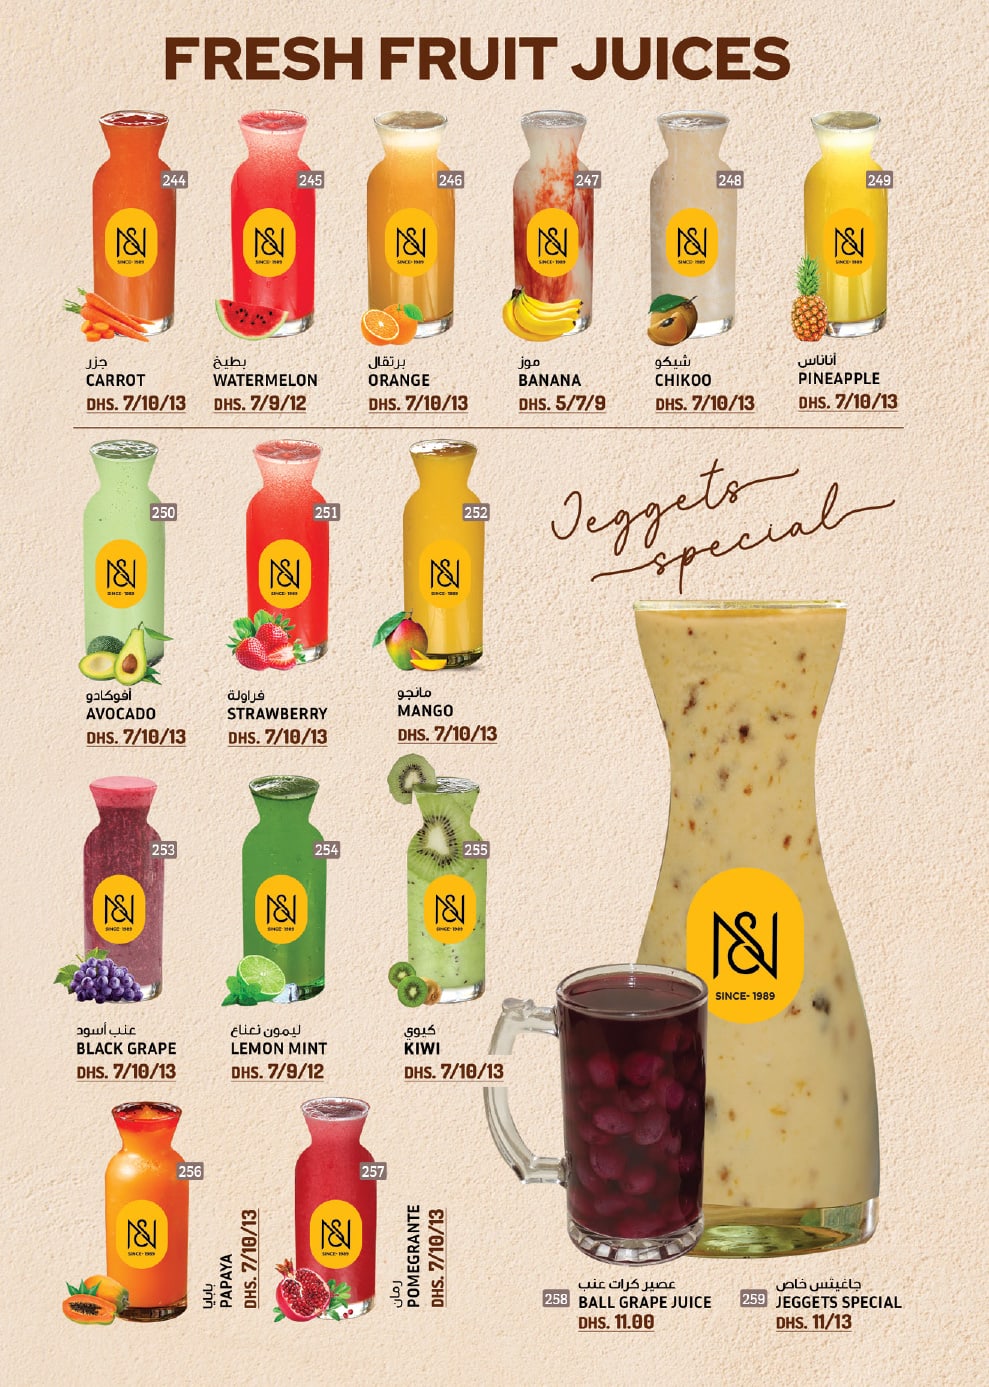 FRESH FRUIT JUICES
244
245
246
247
248
249
N&N
SINCE- 1989
N&N
SINCE- 1989
N&N
SINCE- 1989
N&N
SINCE- 1989
N&N
SINCE- 1989
N&N
SINCE- 1989
جزر
CARROT
DHS. 7/10/13
بطيخ
WATERMELON
DHS. 7/9/12
برتقال
ORANGE
DHS. 7/10/13
موز
BANANA
DHS. 5/7/9
شيكو
CHIKOO
DHS. 7/10/13
أناناس
PINEAPPLE
DHS. 7/10/13
Jeggets
special
250
251
252
N&N
SINCE- 1989
N&N
SINCE- 1989
N&N
SINCE- 1989
أفوكادو
AVOCADO
DHS. 7/10/13
فراولة
STRAWBERRY
DHS. 7/10/13
مانجو
MANGO
DHS. 7/10/13
253
254
255
N&N
SINCE- 1989
N&N
SINCE- 1989
N&N
SINCE- 1989
عنب أسود
BLACK GRAPE
DHS. 7/10/13
ليمون نعناع
LEMON MINT
DHS. 7/9/12
كيوي
KIWI
DHS. 7/10/13
256
257
N&N
SINCE- 1989
N&N
SINCE- 1989
بابايا
PAPAYA
DHS. 7/10/13
رمان
POMEGRANTE
DHS. 7/10/13
N&N
SINCE- 1989
258
عصير كرات عنب
BALL GRAPE JUICE
DHS. 11.00
259
جاغيتس خاص
JEGGETS SPECIAL
DHS. 11/13